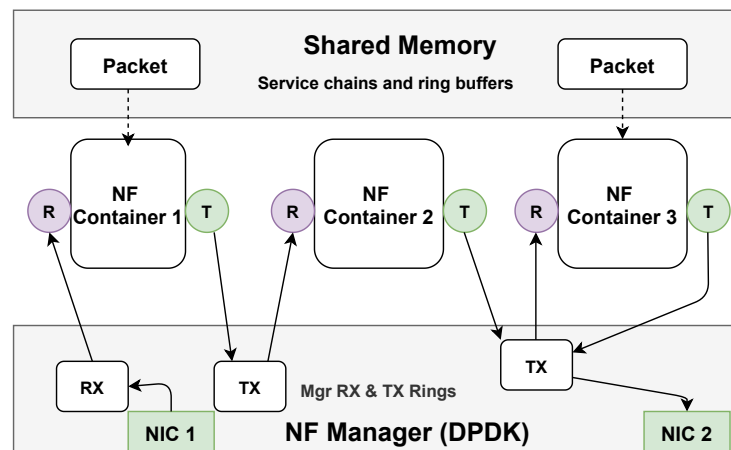 Shared Memory
Packet
Packet
Service chains and ring buffers
NF
Container 1
NF
Container 2
NF
Container 3
R
T
R
T
R
T
RX
TX
Mgr RX & TX Rings
TX
NIC 1
NF Manager (DPDK)
NIC 2